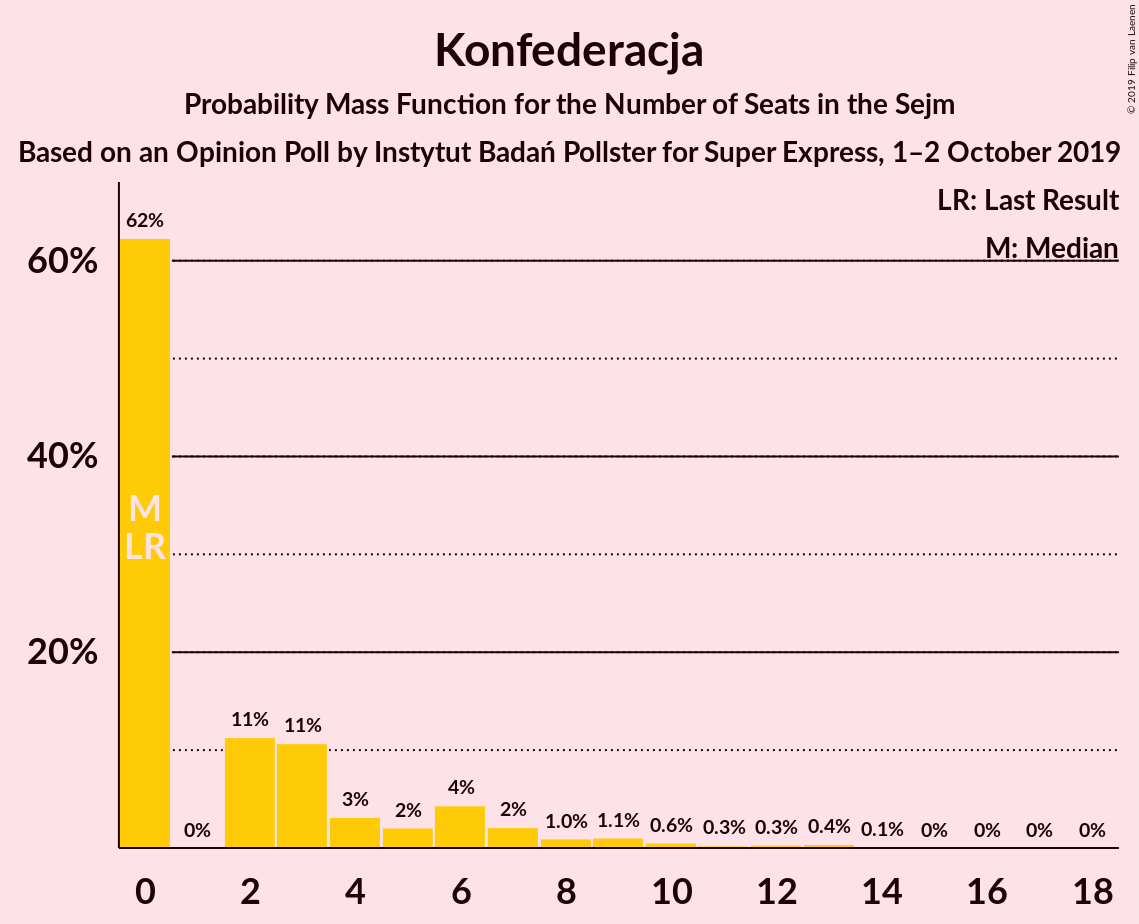 Konfederacja
Probability Mass Function for the Number of Seats in the Sejm
Based on an Opinion Poll by Instytut Badań Pollster for Super Express, 1–2 October 2019
© 2019 Filip van Laenen
LR: Last Result
M: Median
60%
40%
20%
62%
M
LR
0%
11%
11%
3%
2%
4%
2%
1.0%
1.1%
0.6%
0.3%
0.3%
0.4%
0.1%
0%
0%
0%
0%
0 2 4 6 8 10 12 14 16 18